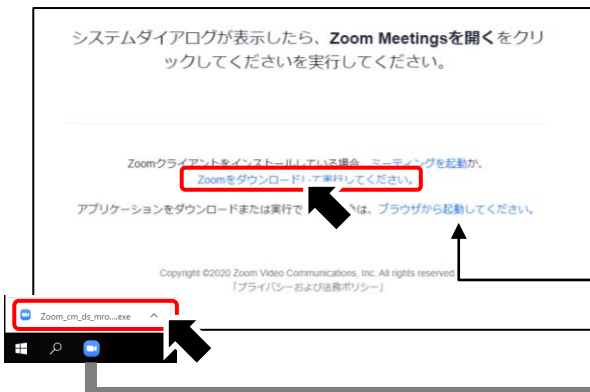 システムダイアログが表示したら、Zoom Meetingsを開くをクリ
ックしてくださいを実行してください。
Zoomクライアントをインストールしている場合、ミーティングを起動か、
Zoomをダウンロードして実行してください。
アプリケーションをダウンロードまたは実行で は、ブラウザから起動してください。
Copyright ©2020 Zoom Video Communications, Inc. All rights reserved.
「プライバシーおよび法務ポリシー」
Zoom_cm_ds_mro....exe